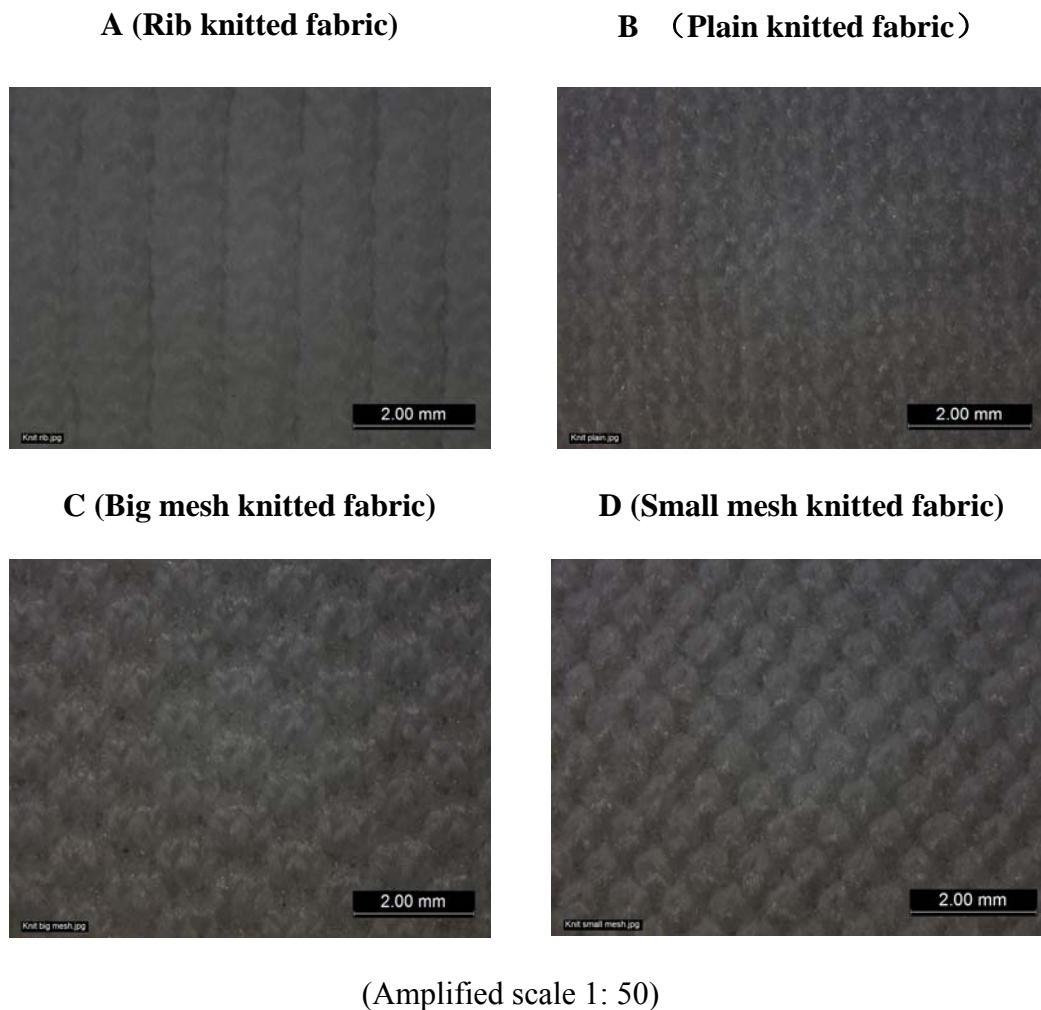 A (Rib knitted fabric)
B （Plain knitted fabric）
2.00 mm
Knit rib.jpg
2.00 mm
Knit plain.jpg
C (Big mesh knitted fabric)
D (Small mesh knitted fabric)
2.00 mm
Knit big mesh.jpg
2.00 mm
Knit small mesh.jpg
(Amplified scale 1: 50)